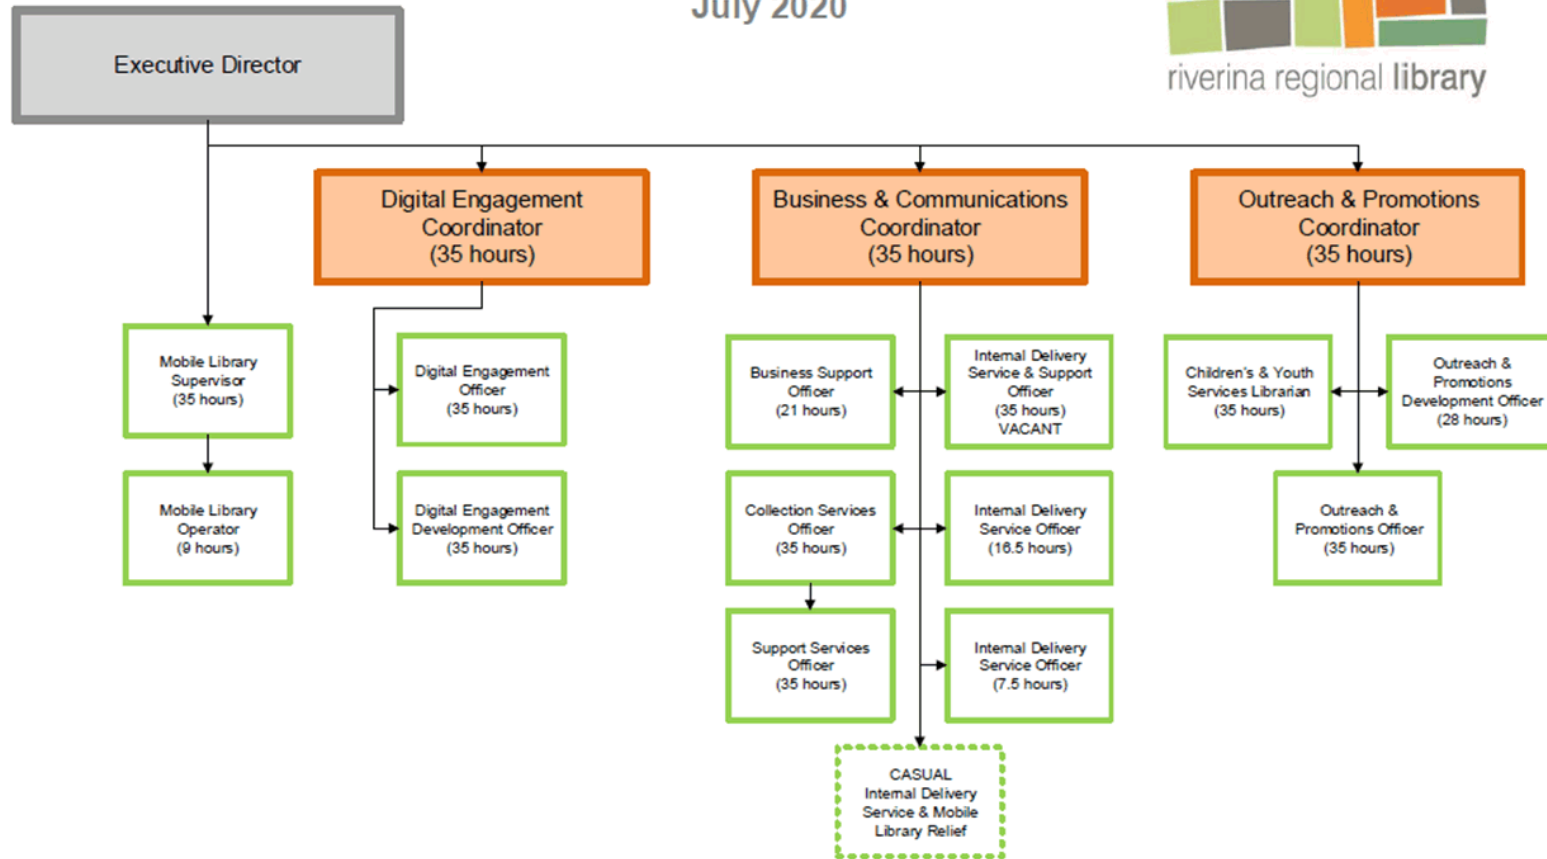 July 2020
riverina regional library
Executive Director
Digital Engagement
Coordinator
(35 hours)
Business & Communications
Coordinator
(35 hours)
Outreach & Promotions
Coordinator
(35 hours)
Mobile Library
Supervisor
(35 hours)
Digital Engagement
Officer
(35 hours)
Business Support
Officer
(21 hours)
Internal Delivery
Service & Support
Officer
(35 hours)
VACANT
Children's & Youth
Services Librarian
(35 hours)
Outreach &
Promotions
Development Officer
(28 hours)
Mobile Library
Operator
(9 hours)
Digital Engagement
Development Officer
(35 hours)
Collection Services
Officer
(35 hours)
Internal Delivery
Service Officer
(16.5 hours)
Outreach &
Promotions Officer
(35 hours)
Support Services
Officer
(35 hours)
Internal Delivery
Service Officer
(7.5 hours)
CASUAL
Internal Delivery
Service & Mobile
Library Relief